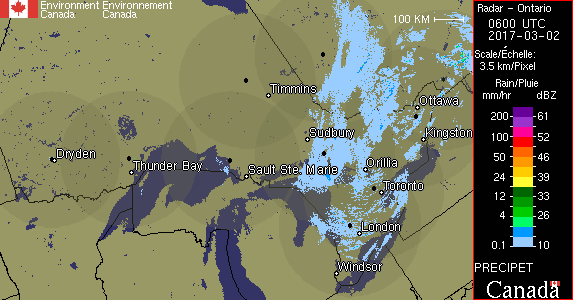 Environment Environnement
Canada Canada
100 KM
Timmins
Ottawa
Sudbury
Kingston
Dryden
Thunder Bay
Sault Ste. Marie
Orillia
Toronto
London
Windsor
Radar - Ontario
0600 UTC
2017-03-02
Scale/Échelle:
3.5 km/Pixel
Rain/Pluie
mm/hr dBZ
200 61
100 52
50 46
24 39
12 33
4 26
0.1 10
PRECIPET
Canada